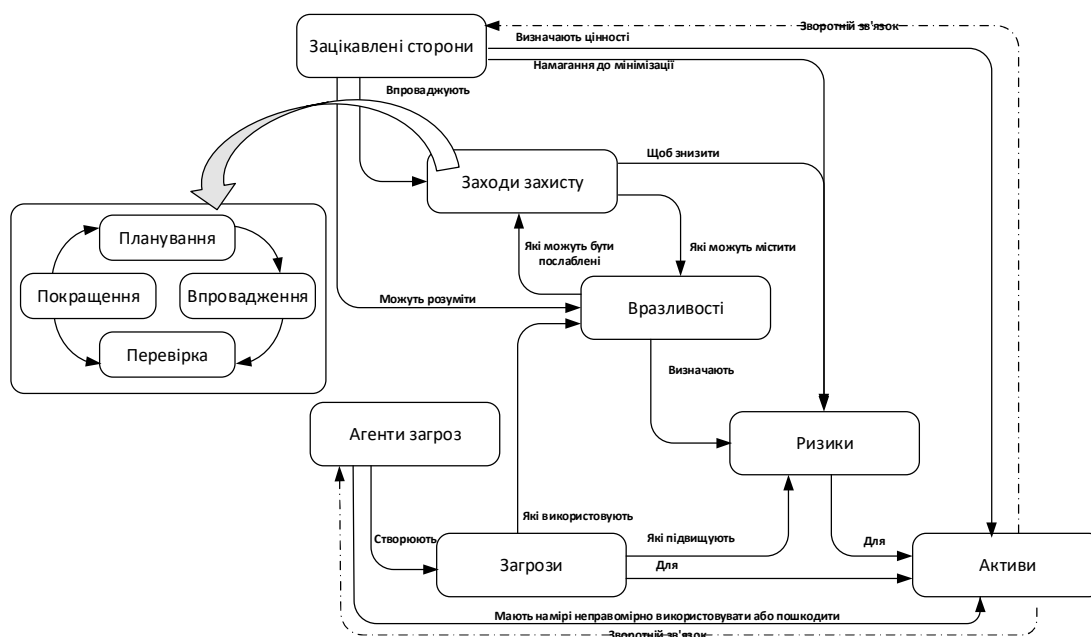 Зворотній зв'язок
Зацікавлені сторони
Визначають цінності
Намагання до мінімізації
Впроваджують
Заходи захисту
Щоб знизити
Які можуть бути
послаблені
Які можуть містити
Планування
Покращення
Впровадження
Перевірка
Можуть розуміти
Вразливості
Визначають
Агенти загроз
Ризики
Які використовують
Створюють
Які підвищують
Для
Загрози
Для
Активи
Мають намірі неправомірно використовувати або пошкодити
Зворотній зв'язок